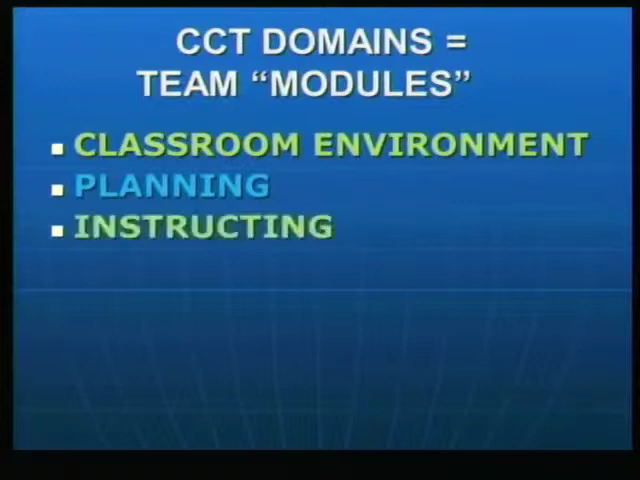 CCT DOMAINS =
TEAM “MODULES”
CLASSROOM ENVIRONMENT
PLANNING
INSTRUCTING